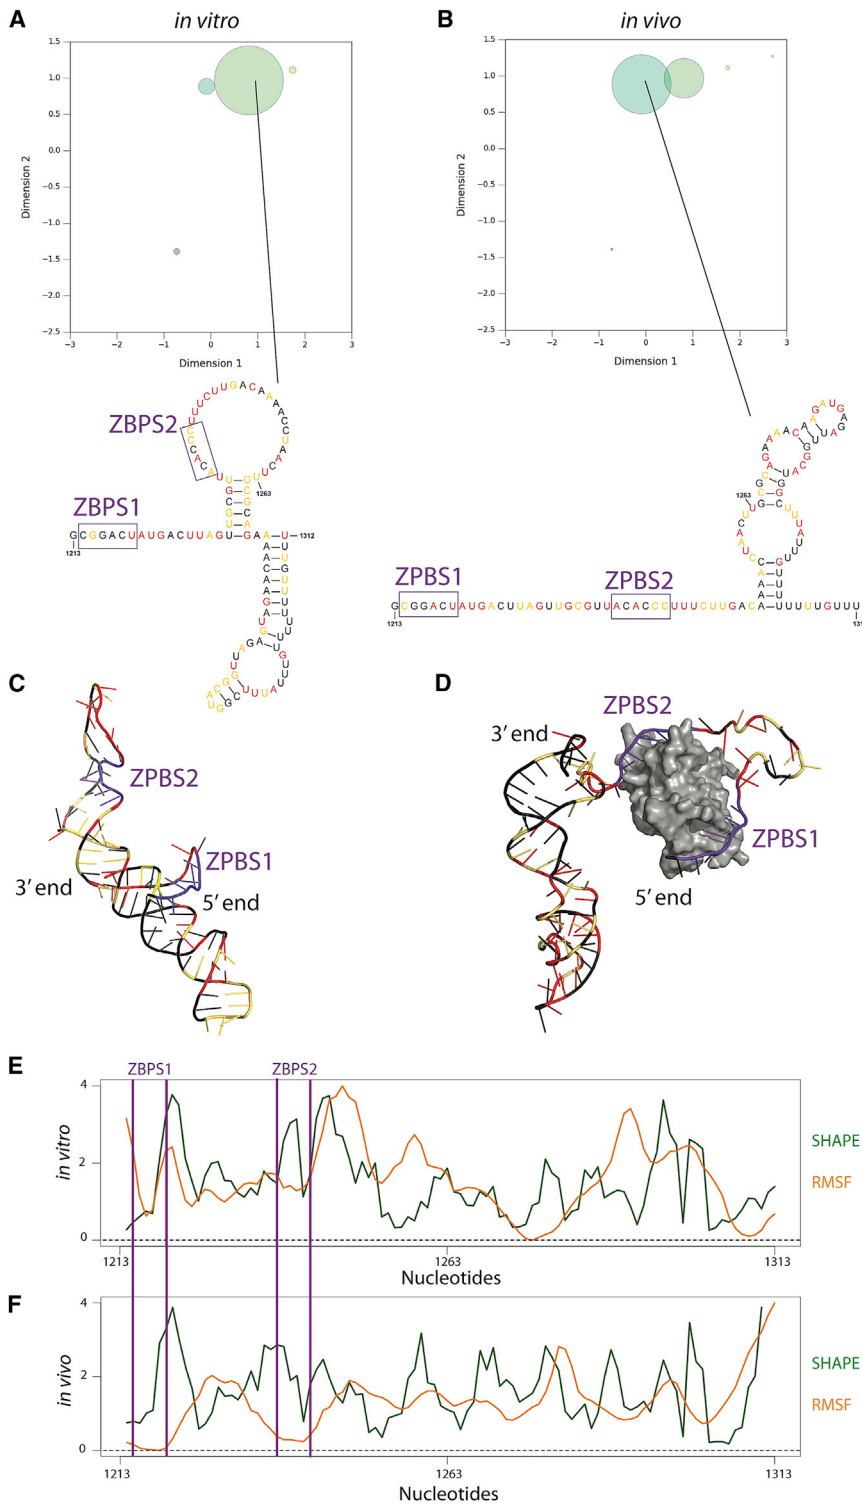 A
in vitro
B
in vivo
1.5
1.0
0.5
0.0
−0.5
−1.0
−1.5
−2.0
−2.5
Dimension 2
−3
−2
−1
0
1
2
3
Dimension 1
1.5
1.0
0.5
0.0
−0.5
−1.0
−1.5
−2.0
−2.5
Dimension 2
−3
−2
−1
0
1
2
3
Dimension 1
ZBPS2
1263
ZBPS1
GCGGACUAUGACUUAGU
1213
1312
1263
ZPBS1
ZPBS2
GCGGACUAUGACUUAGUUGCGUUACACCCUUUCUUGACA
1213
C
ZPBS2
ZPBS1
3’ end
5’ end
D
ZPBS2
3’ end
ZPBS1
5’ end
E
ZBPS1
ZBPS2
in vitro
4
2
0
SHAPE
RMSF
1213
1263
1313
Nucleotides
F
in vivo
4
2
0
SHAPE
RMSF
1213
1263
1313
Nucleotides